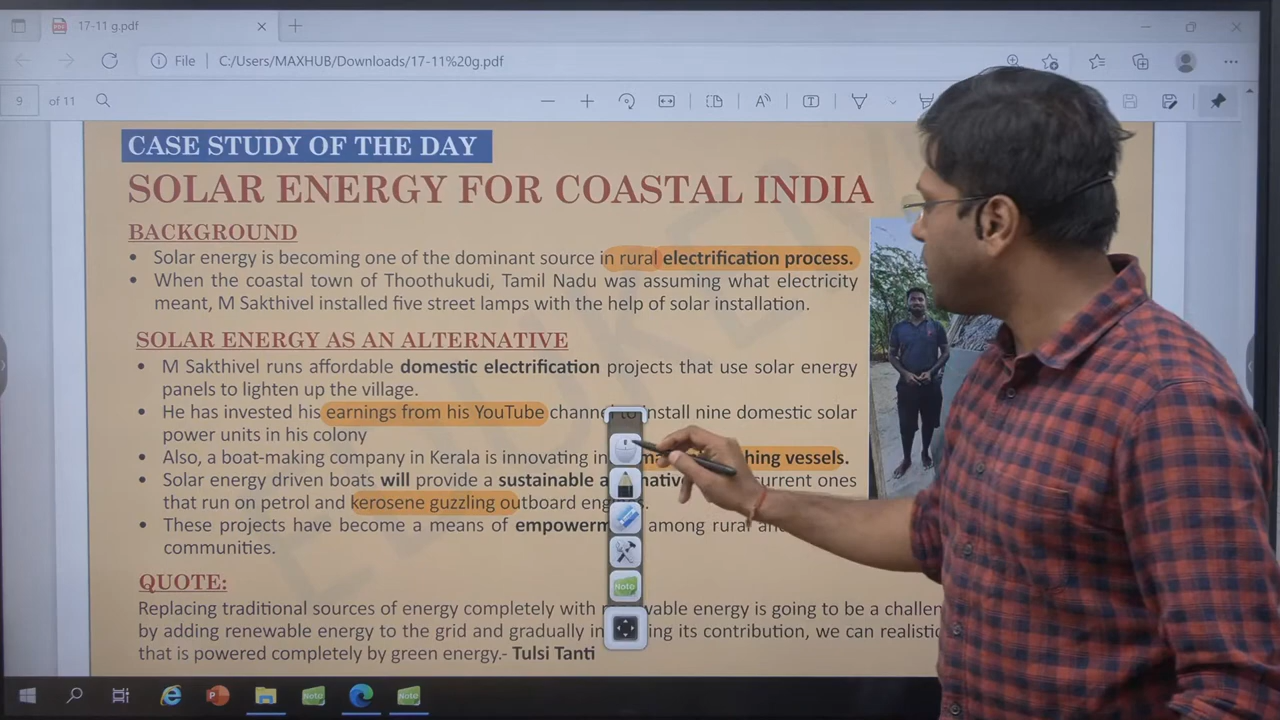 17-11 g.pdf
File
C:/Users/MAXHUB/Downloads/17-11%20g.pdf
9 of 11
CASE STUDY OF THE DAY
SOLAR ENERGY FOR COASTAL INDIA
BACKGROUND
• Solar energy is becoming one of the dominant source in rural electrification process.
• When the coastal town of Thoothukudi, Tamil Nadu was assuming what electricity
meant, M Sakthivel installed five street lamps with the help of solar installation.
SOLAR ENERGY AS AN ALTERNATIVE
• M Sakthivel runs affordable domestic electrification projects that use solar energy
panels to lighten up the village.
• He has invested his earnings from his YouTube channel to install nine domestic solar
power units in his colony
• Also, a boat-making company in Kerala is innovating in vessels.
• Solar energy driven boats will provide a sustainable current ones
that run on petrol and kerosene guzzling outboard
• These projects have become a means of among rural
communities.
QUOTE:
Replacing traditional sources of energy completely with energy is going to be a
by adding renewable energy to the grid and gradually its contribution, we can
that is powered completely by green energy.- Tulsi Tanti
Note
Note
Note